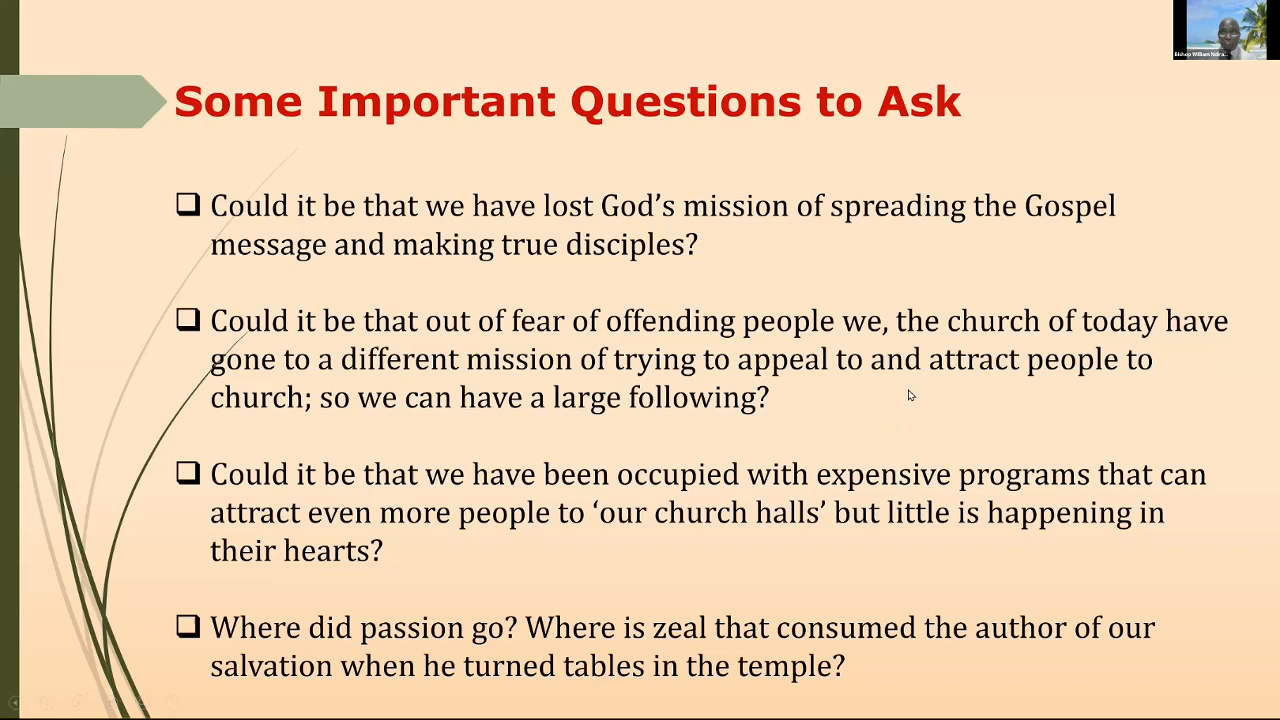 Bishop William Ndira...
Some Important Questions to Ask
❑ Could it be that we have lost God’s mission of spreading the Gospel
message and making true disciples?
❑ Could it be that out of fear of offending people we, the church of today have
gone to a different mission of trying to appeal to and attract people to
church; so we can have a large following?
❑ Could it be that we have been occupied with expensive programs that can
attract even more people to ‘our church halls’ but little is happening in
their hearts?
❑ Where did passion go? Where is zeal that consumed the author of our
salvation when he turned tables in the temple?